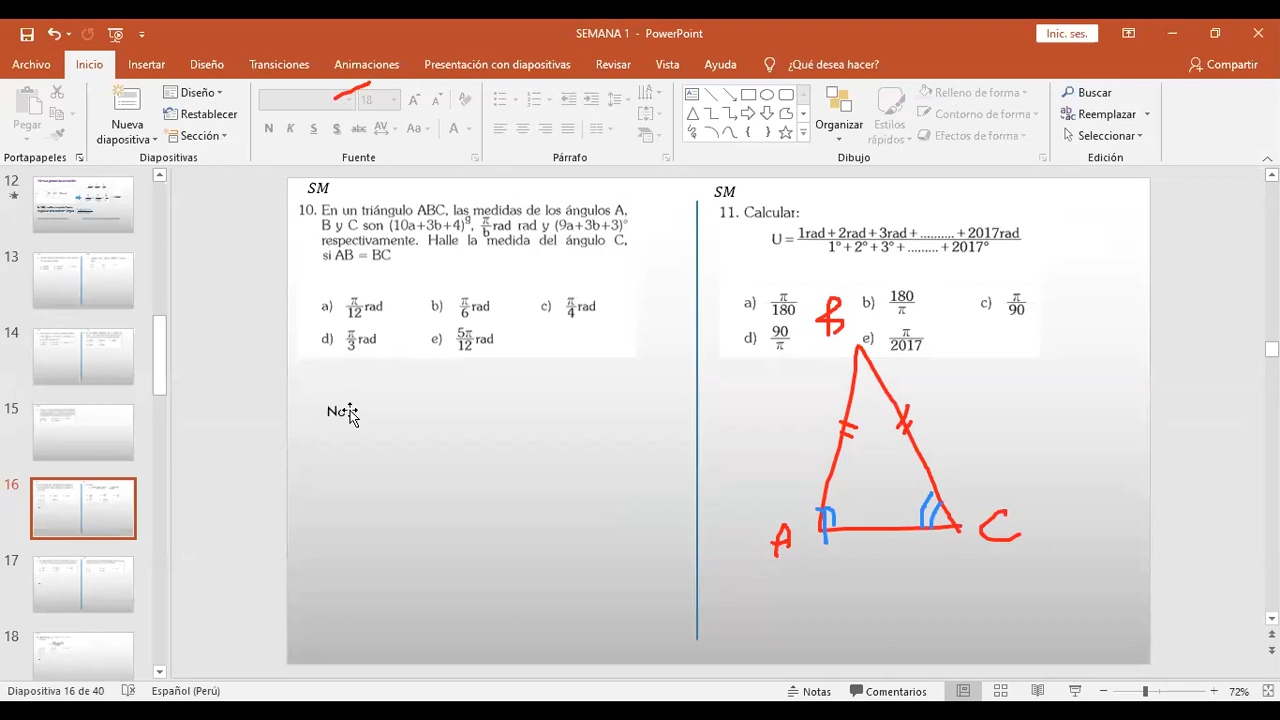 SEMANA 1 - PowerPoint
Inic. ses.
Archivo
Inicio
Insertar
Diseño
Transiciones
Animaciones
Presentación con diapositivas
Revisar
Vista
Ayuda
¿Qué desea hacer?
Compartir
Pegar
Nueva
diapositiva
Diseño
Restablecer
Sección
18
N K S S abc AV Aa A
Organizar
Estilos
rápidos
Relleno de forma
Contorno de forma
Efectos de forma
Buscar
Reemplazar
Seleccionar
Portapapeles
Diapositivas
Fuente
Párrafo
Dibujo
Edición
12
13
14
15
16
17
18
SM
10. En un triángulo ABC, las medidas de los ángulos A,
B y C son (10a+3b+4)^g, π/b rad rad y (9a+3b+3)°
respectivamente. Halle la medida del ángulo C,
si AB = BC
a) π/12 rad b) π/6 rad c) π/4 rad
d) π/3 rad e) 5π/12 rad
SM
11. Calcular:
U = (1rad + 2rad + 3rad + .......... + 2017rad)/(1° + 2° + 3° + ......... + 2017°)
a) π/180 b) 180/π c) π/90
d) 90/π e) π/2017
B
A
C
Diapositiva 16 de 40
Español (Perú)
Notas
Comentarios
72%